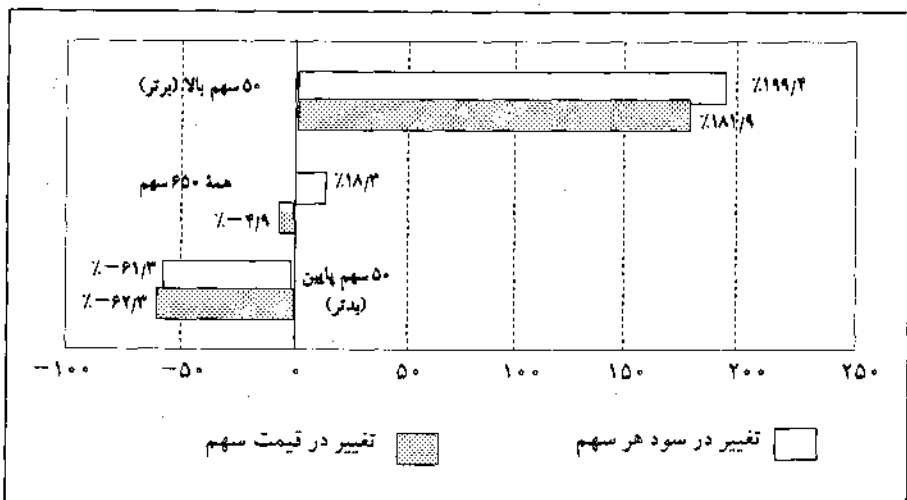 ۵۰ سهم بالا (برتر)
٪۱۹۹/۴
٪۱۸۲/۹
همهٔ ۶۵۰ سهم
٪۱۸/۳
٪−۴/۹
٪−۶۱/۳
٪−۶۲/۳
۵۰ سهم پایین
(بدتر)
−۱۰۰ −۵۰ ۰ ۵۰ ۱۰۰ ۱۵۰ ۲۰۰ ۲۵۰
تغییر در سود هر سهم
تغییر در قیمت سهم